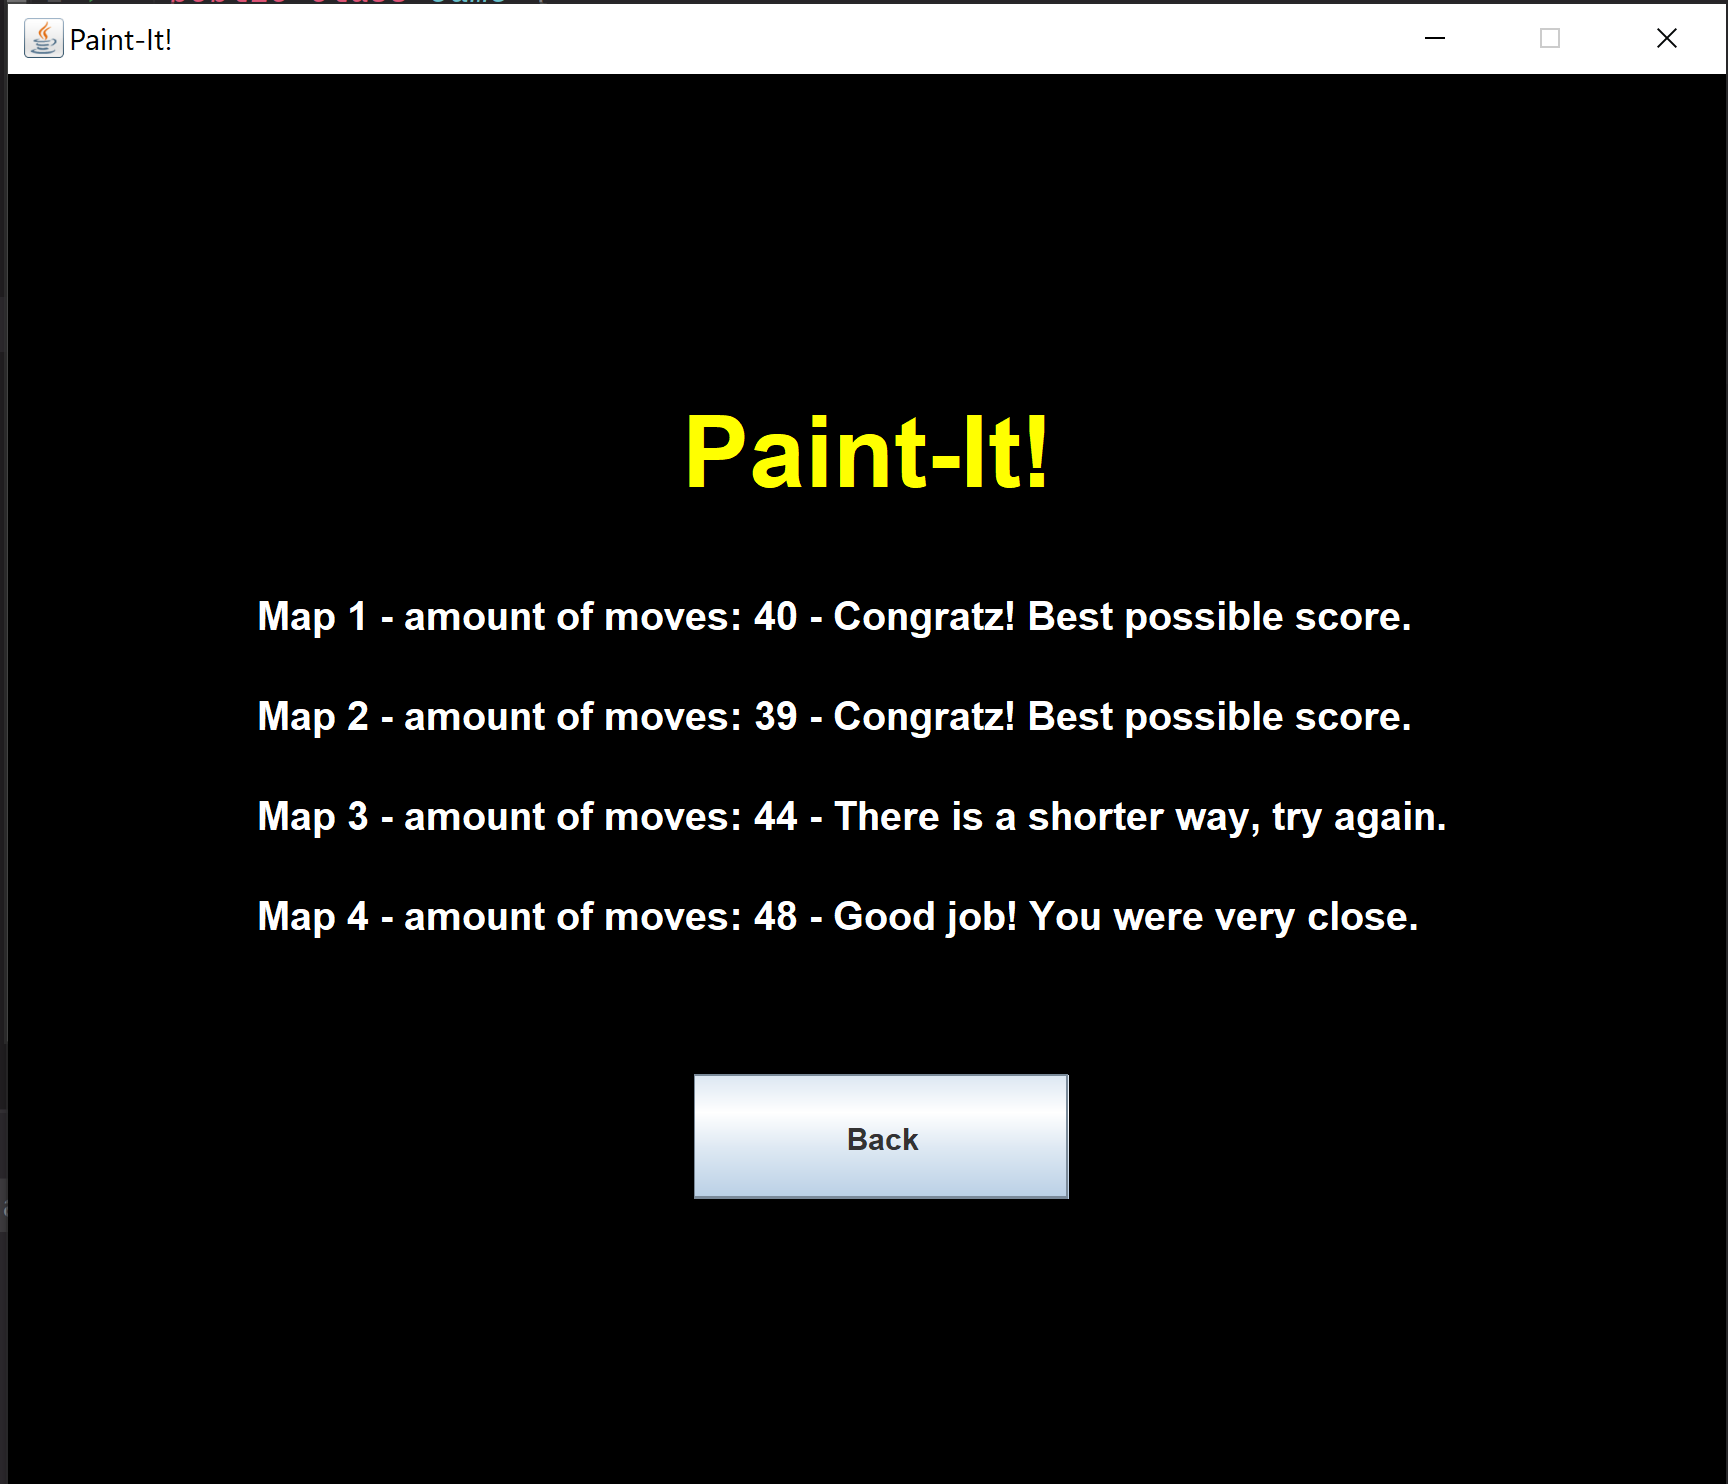 Paint-It!
Paint-It!
Map 1 - amount of moves: 40 - Congratz! Best possible score.
Map 2 - amount of moves: 39 - Congratz! Best possible score.
Map 3 - amount of moves: 44 - There is a shorter way, try again.
Map 4 - amount of moves: 48 - Good job! You were very close.
Back